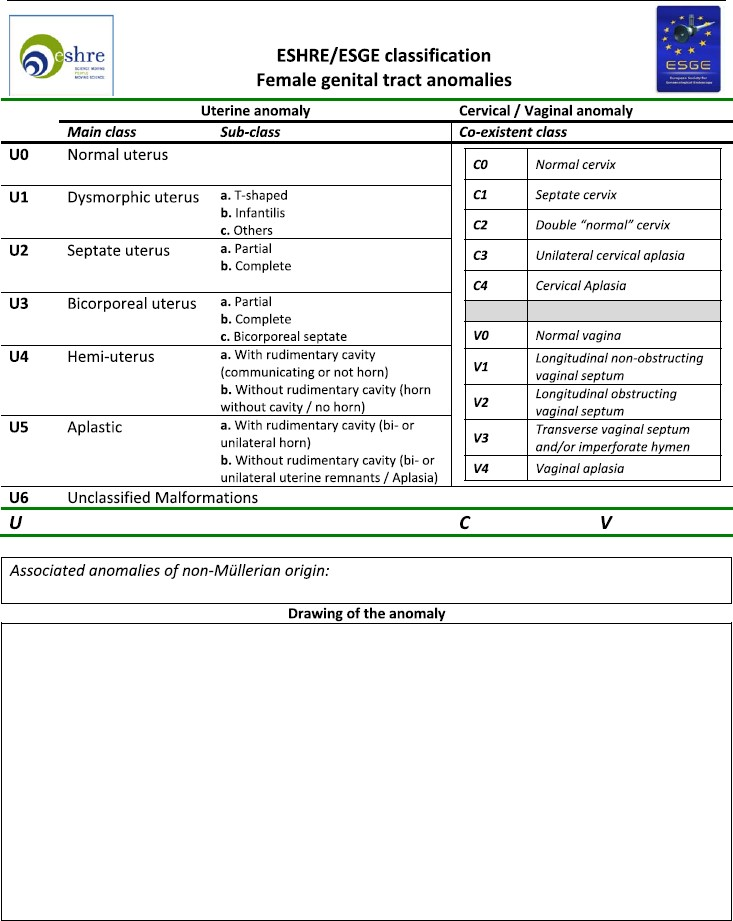 eshre
SCIENCE MOVING
PEOPLE
MOVING SCIENCE
ESHRE/ESGE classification
Female genital tract anomalies
ESGE
Uterine anomaly
Cervical / Vaginal anomaly
Main class
Sub-class
Co-existent class
U0 Normal uterus
U1 Dysmorphic uterus
a. T-shaped
b. Infantilis
c. Others
U2 Septate uterus
a. Partial
b. Complete
U3 Bicorporeal uterus
a. Partial
b. Complete
c. Bicorporeal septate
U4 Hemi-uterus
a. With rudimentary cavity
(communicating or not horn)
b. Without rudimentary cavity (horn
without cavity / no horn)
U5 Aplastic
a. With rudimentary cavity (bi- or
unilateral horn)
b. Without rudimentary cavity (bi- or
unilateral uterine remnants / Aplasia)
U6 Unclassified Malformations
C0 Normal cervix
C1 Septate cervix
C2 Double “normal” cervix
C3 Unilateral cervical aplasia
C4 Cervical Aplasia
V0 Normal vagina
V1 Longitudinal non-obstructing
vaginal septum
V2 Longitudinal obstructing
vaginal septum
V3 Transverse vaginal septum
and/or imperforate hymen
V4 Vaginal aplasia
U C V
Associated anomalies of non-Müllerian origin:
Drawing of the anomaly